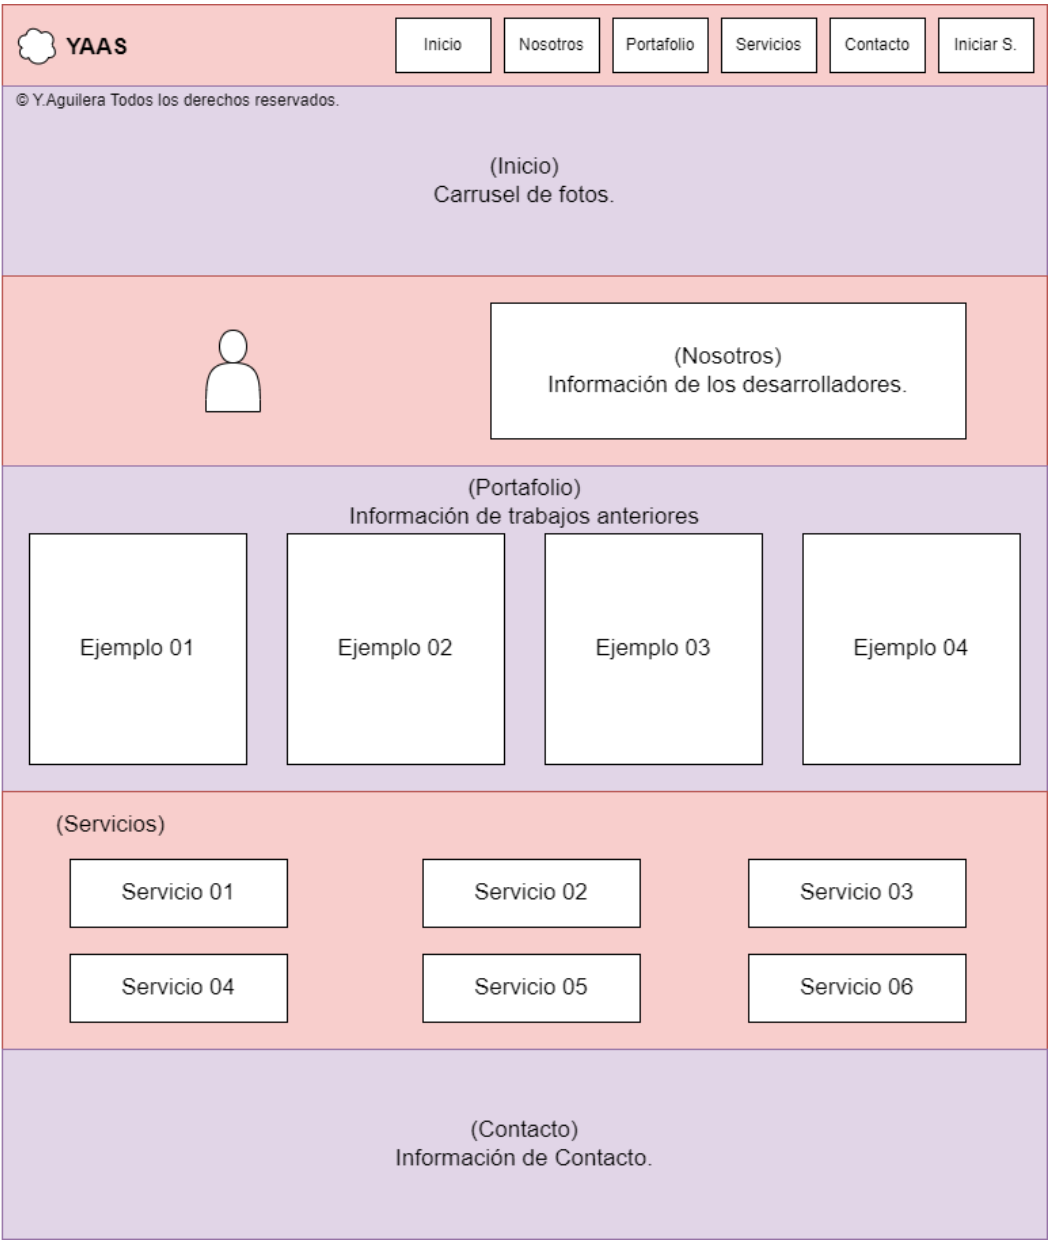 YAAS
Inicio
Nosotros
Portafolio
Servicios
Contacto
Iniciar S.
© Y.Aguilera Todos los derechos reservados.
(Inicio)
Carrusel de fotos.
(Nosotros)
Información de los desarrolladores.
(Portafolio)
Información de trabajos anteriores
Ejemplo 01
Ejemplo 02
Ejemplo 03
Ejemplo 04
(Servicios)
Servicio 01
Servicio 02
Servicio 03
Servicio 04
Servicio 05
Servicio 06
(Contacto)
Información de Contacto.